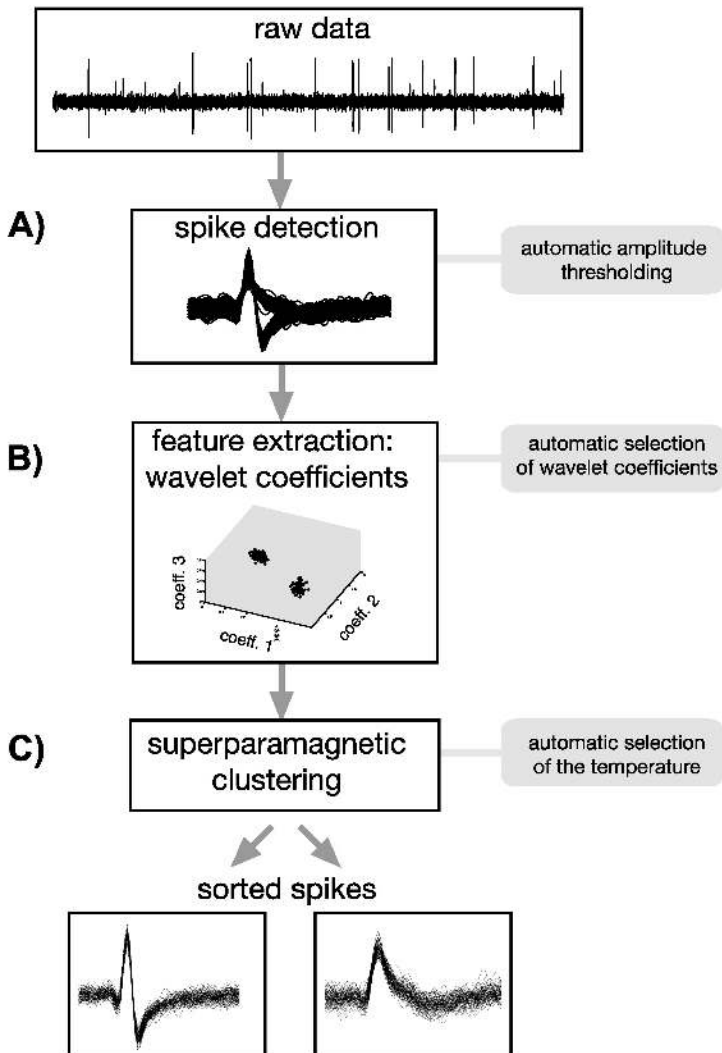 raw data
A)
spike detection
automatic amplitude
thresholding
B)
feature extraction:
wavelet coefficients
automatic selection
of wavelet coefficients
coeff. 3
coeff. 2
coeff. 1
C)
superparamagnetic
clustering
automatic selection
of the temperature
sorted spikes